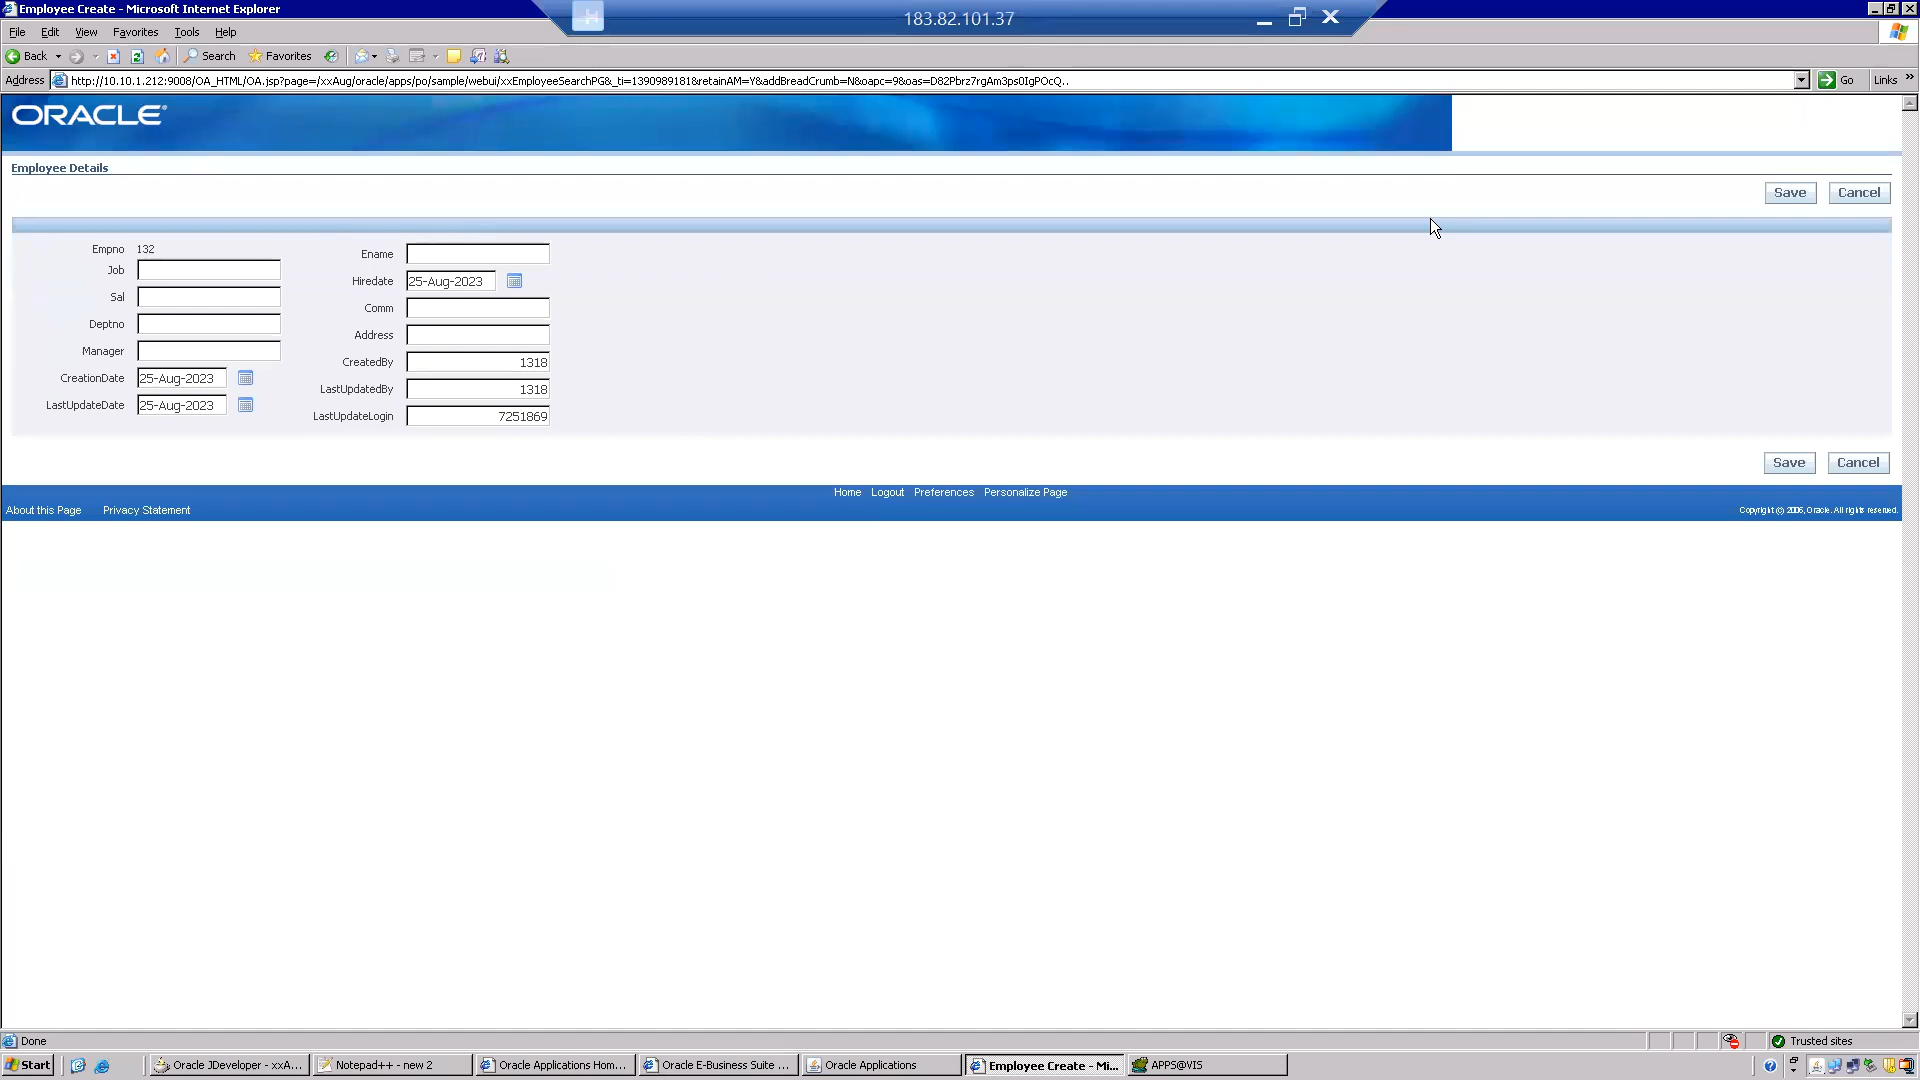 Employee Create - Microsoft Internet Explorer
183.82.101.37
File Edit View Favorites Tools Help
Back Search Favorites
Address http://10.10.1.212:9008/OA_HTML/OA.jsp?page=/xxAug/oracle/apps/po/sample/webui/xxEmployeeSearchPG&_ti=1390989181&retainAM=Y&addBreadCrumb=N&oapc=9&oas=D82Pbrz7rgAm3ps0IgPOcQ.. Go Links »
ORACLE®
Employee Details
Save Cancel
Empno 132
Job
Sal
Deptno
Manager
CreationDate 25-Aug-2023
LastUpdateDate 25-Aug-2023
Ename
Hiredate 25-Aug-2023
Comm
Address
CreatedBy 1318
LastUpdatedBy 1318
LastUpdateLogin 7251869
Save Cancel
Home Logout Preferences Personalize Page
About this Page Privacy Statement Copyright (c) 2006, Oracle. All rights reserved.
Done Trusted sites
Start Oracle JDeveloper - xxA... Notepad++ - new 2 Oracle Applications Hom... Oracle E-Business Suite ... Oracle Applications Employee Create - Mi... APPS@VIS